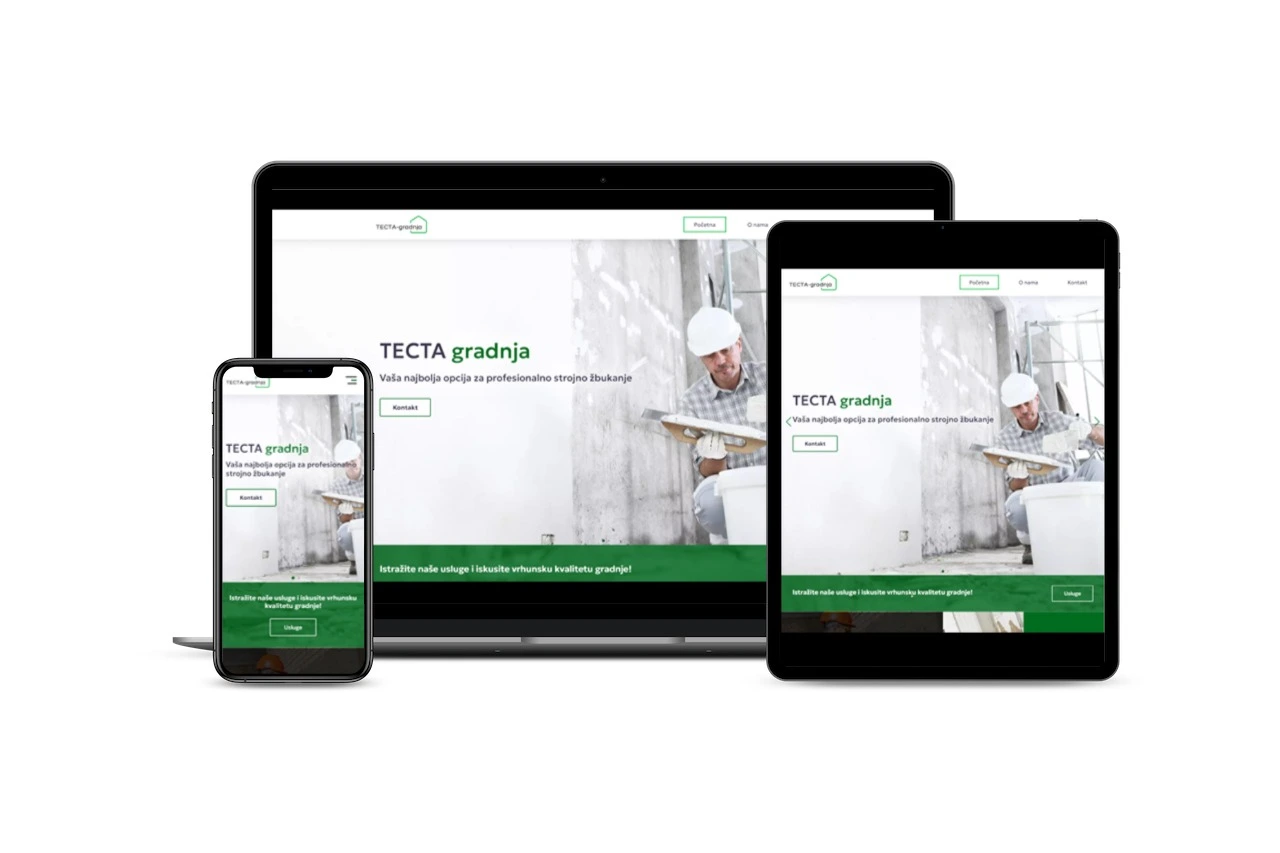 TECTA-gradnja
Početna
O nama
TECTA gradnja
Vaša najbolja opcija za profesionalno strojno žbukanje
Kontakt
Istražite naše usluge i iskusite vrhunsku kvalitetu gradnje!
TECTA-gradnja
TECTA gradnja
Vaša najbolja opcija za profesionalno
strojno žbukanje
Kontakt
Istražite naše usluge i iskusite vrhunsku
kvalitetu gradnje!
Usluge
TECTA-gradnja
Početna
O nama
Kontakt
TECTA gradnja
Vaša najbolja opcija za profesionalno strojno žbukanje
Kontakt
Istražite naše usluge i iskusite vrhunsku kvalitetu gradnje!
Usluge